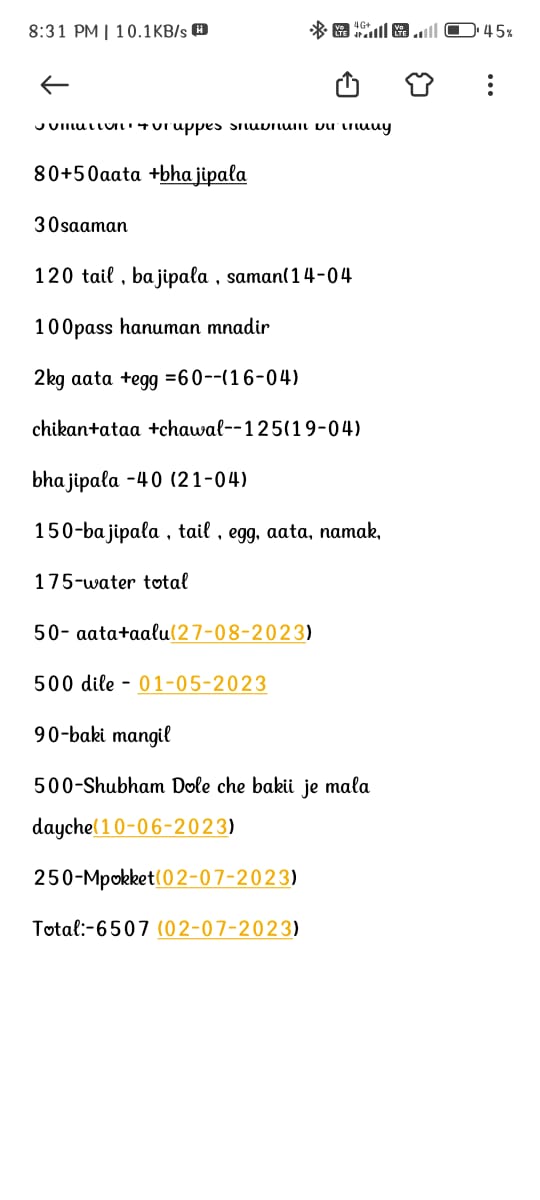 8:31 PM | 10.1KB/s
4G+
45%
shubham birthday
80+50aata +bhajipala
30saaman
120 tail , bajipala , saman(14-04
100pass hanuman mnadir
2kg aata +egg =60--(16-04)
chikan+ataa +chawal--125(19-04)
bhajipala -40 (21-04)
150-bajipala , tail , egg, aata, namak,
175-water total
50- aata+aalu(27-08-2023)
500 dile - 01-05-2023
90-baki mangil
500-Shubham Dole che bakii je mala
dayche(10-06-2023)
250-Mpokket(02-07-2023)
Total:-6507 (02-07-2023)